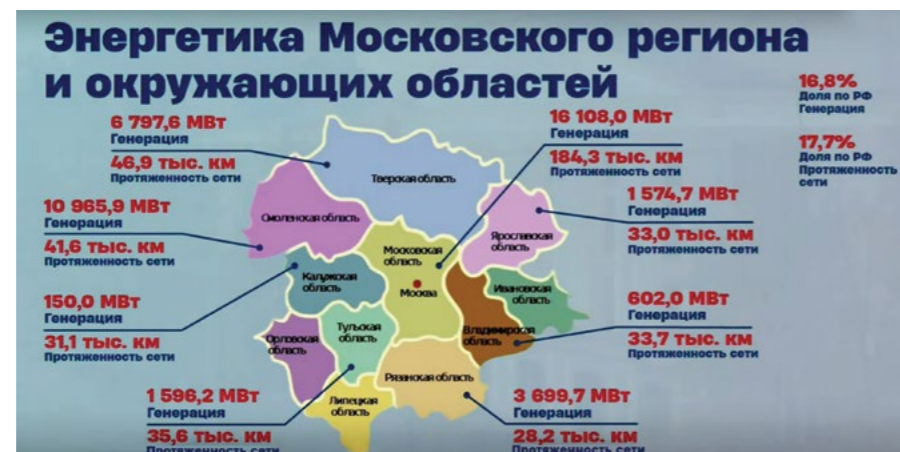 Энергетика Московского региона
и окружающих областей
16,8%
Доля по РФ
Генерация
17,7%
Доля по РФ
Протяженность
сети
6 797,6 МВт
Генерация
46,9 тыс. км
Протяженность сети
16 108,0 МВт
Генерация
184,3 тыс. км
Протяженность сети
10 965,9 МВт
Генерация
41,6 тыс. км
Протяженность сети
1 574,7 МВт
Генерация
33,0 тыс. км
Протяженность сети
150,0 МВт
Генерация
31,1 тыс. км
Протяженность сети
602,0 МВт
Генерация
33,7 тыс. км
Протяженность сети
1 596,2 МВт
Генерация
35,6 тыс. км
Протяженность сети
3 699,7 МВт
Генерация
28,2 тыс. км
Протяженность сети
Тверская область
Смоленская область
Ярославская
область
Московская
область
Москва
Калужская
область
Ивановская
область
Владимирская
область
Тульская
область
Орловская
область
Рязанская область
Липецкая
область